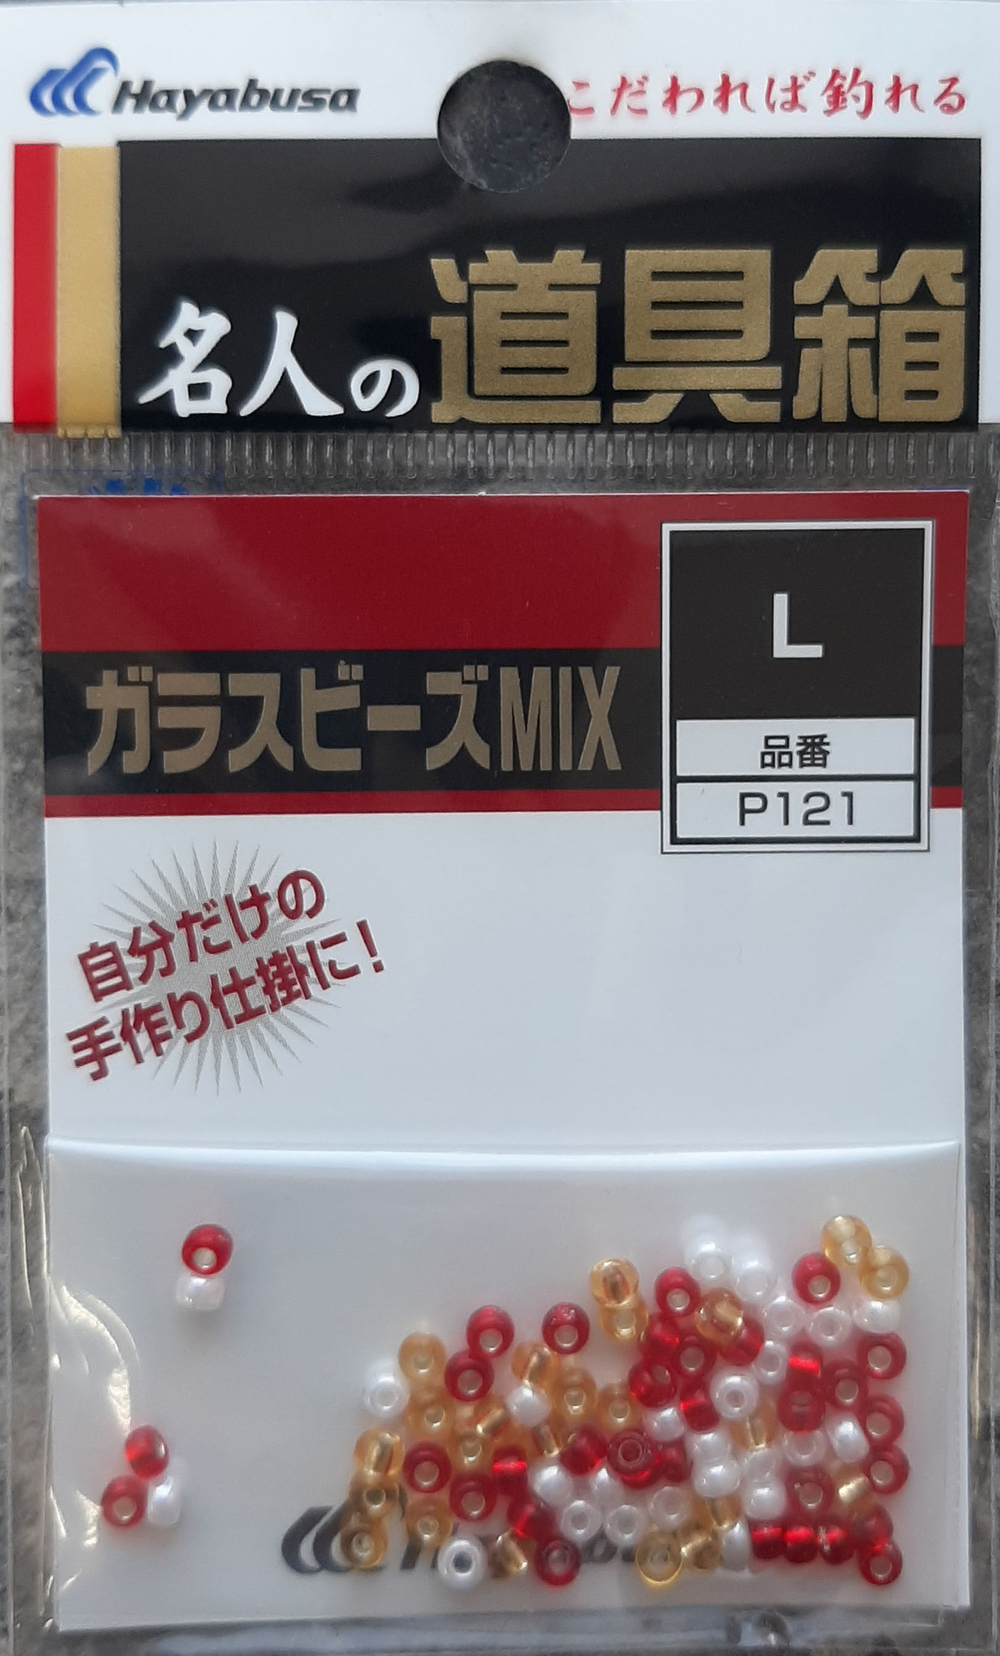 Hayabusa
こだわれば釣れる
名人の道具箱
L
ガラスビーズMIX
品番
P121
自分だけの
手作り仕掛に!
Hayabusa